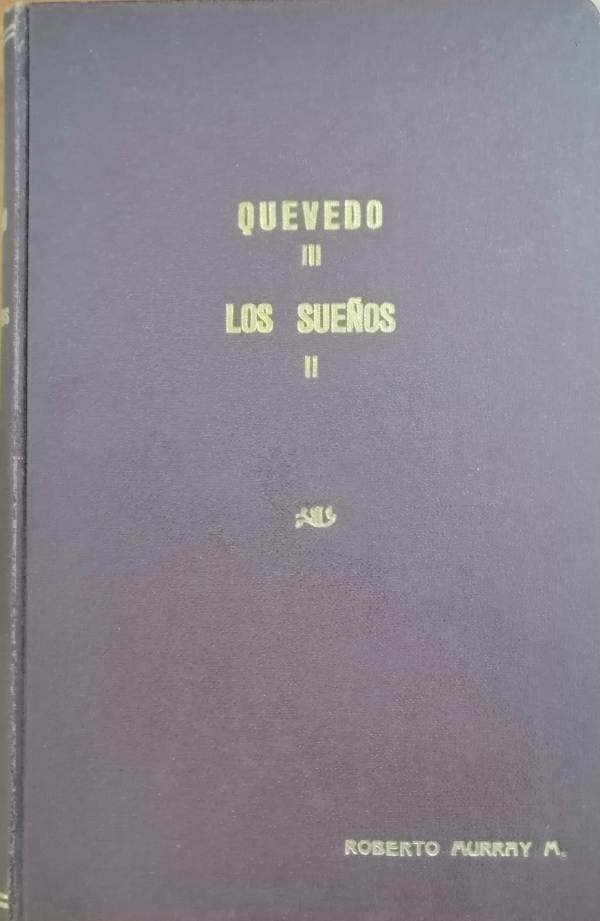 QUEVEDO
III
LOS SUEÑOS
II
ROBERTO MURRAY M.